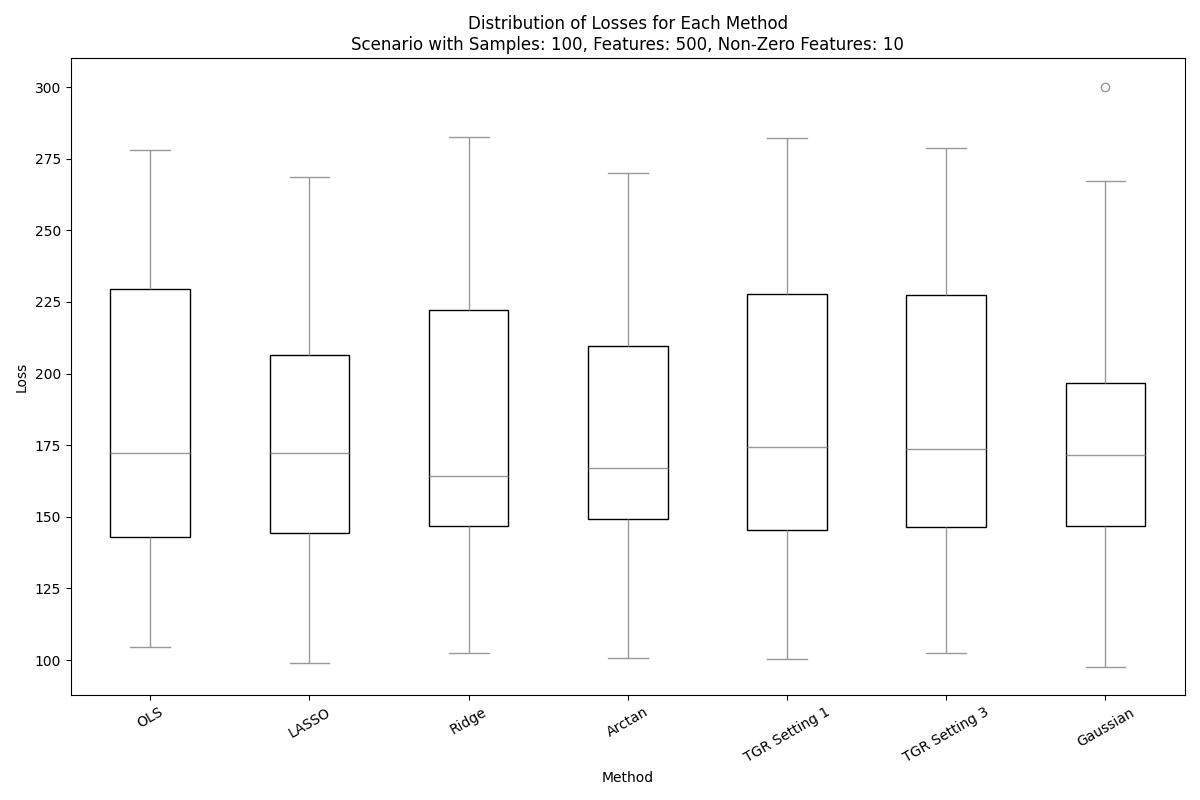 Distribution of Losses for Each Method
Scenario with Samples: 100, Features: 500, Non-Zero Features: 10
300
275
250
225
200
175
150
125
100
Loss
OLS
LASSO
Ridge
Arctan
TGR Setting 1
TGR Setting 3
Gaussian
Method